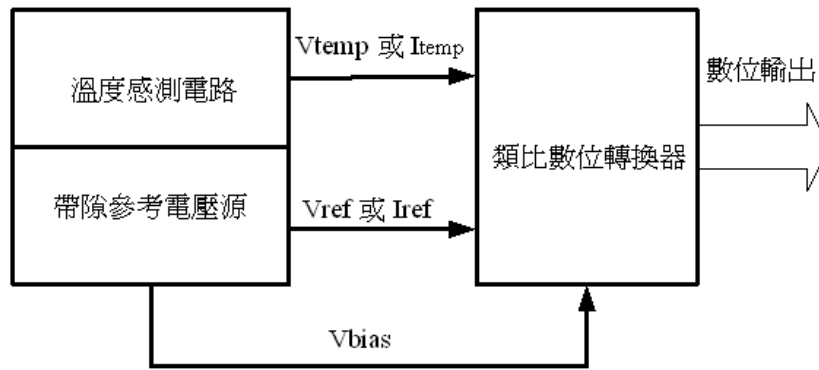 溫度感測電路
帶隙參考電壓源
Vtemp 或 Itemp
Vref 或 Iref
Vbias
類比數位轉換器
數位輸出